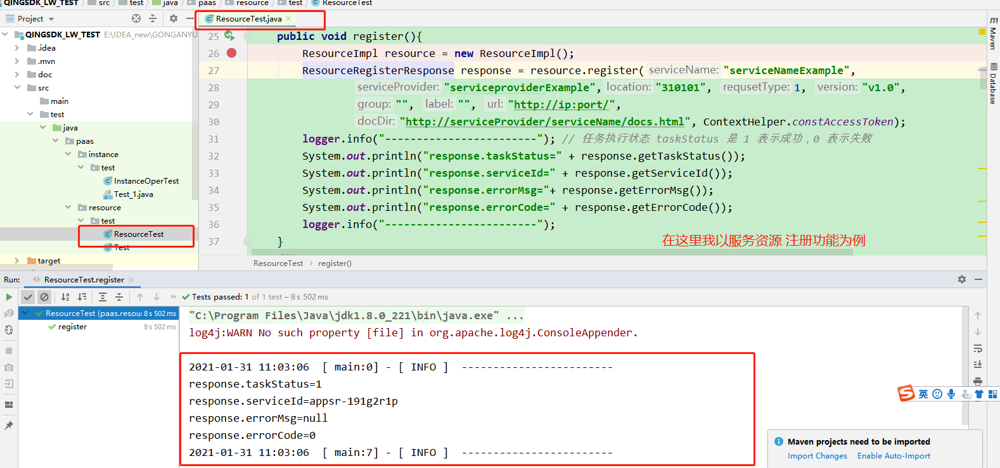 QINGSDK_LW_TEST src test java paas resource test ResourceTest
Project
ResourceTest.java
QINGSDK_LW_TEST E:\IDEA_new\GONGANYU
.idea
.mvn
doc
src
main
test
java
paas
instance
test
InstanceOperTest
Test_1.java
resource
test
ResourceTest
Test
target
25 public void register(){
26 ResourceImpl resource = new ResourceImpl();
27 ResourceRegisterResponse response = resource.register( serviceName: "serviceNameExample",
28 serviceProvider: "serviceproviderExample", location: "310101", requsetType: 1, version: "v1.0",
29 group: "", label: "", url: "http://ip:port/",
30 docDir: "http://serviceProvider/serviceName/docs.html", ContextHelper.constAccessToken);
31 logger.info("------------------------"); // 任务执行状态 taskStatus 是 1 表示成功,0 表示失败
32 System.out.println("response.taskStatus=" + response.getTaskStatus());
33 System.out.println("response.serviceId=" + response.getServiceId());
34 System.out.println("response.errorMsg="+ response.getErrorMsg());
35 System.out.println("response.errorCode=" + response.getErrorCode());
36 logger.info("------------------------");
37 }
在这里我以服务资源 注册功能为例
ResourceTest › register()
Maven
Database
Run: ResourceTest.register
Tests passed: 1 of 1 test – 8 s 502 ms
ResourceTest (paas.resour 8 s 502 ms
register 8 s 502 ms
"C:\Program Files\Java\jdk1.8.0_221\bin\java.exe" ...
log4j:WARN No such property [file] in org.apache.log4j.ConsoleAppender.
2021-01-31 11:03:06 [ main:0] - [ INFO ] ------------------------
response.taskStatus=1
response.serviceId=appsr-191g2r1p
response.errorMsg=null
response.errorCode=0
2021-01-31 11:03:06 [ main:7] - [ INFO ] ------------------------
英
Maven projects need to be imported
Import Changes Enable Auto-Import